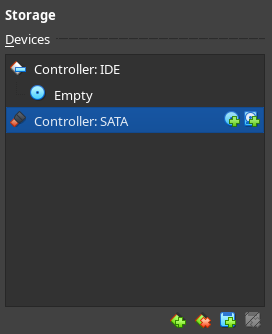 Storage
Devices
Controller: IDE
Empty
Controller: SATA